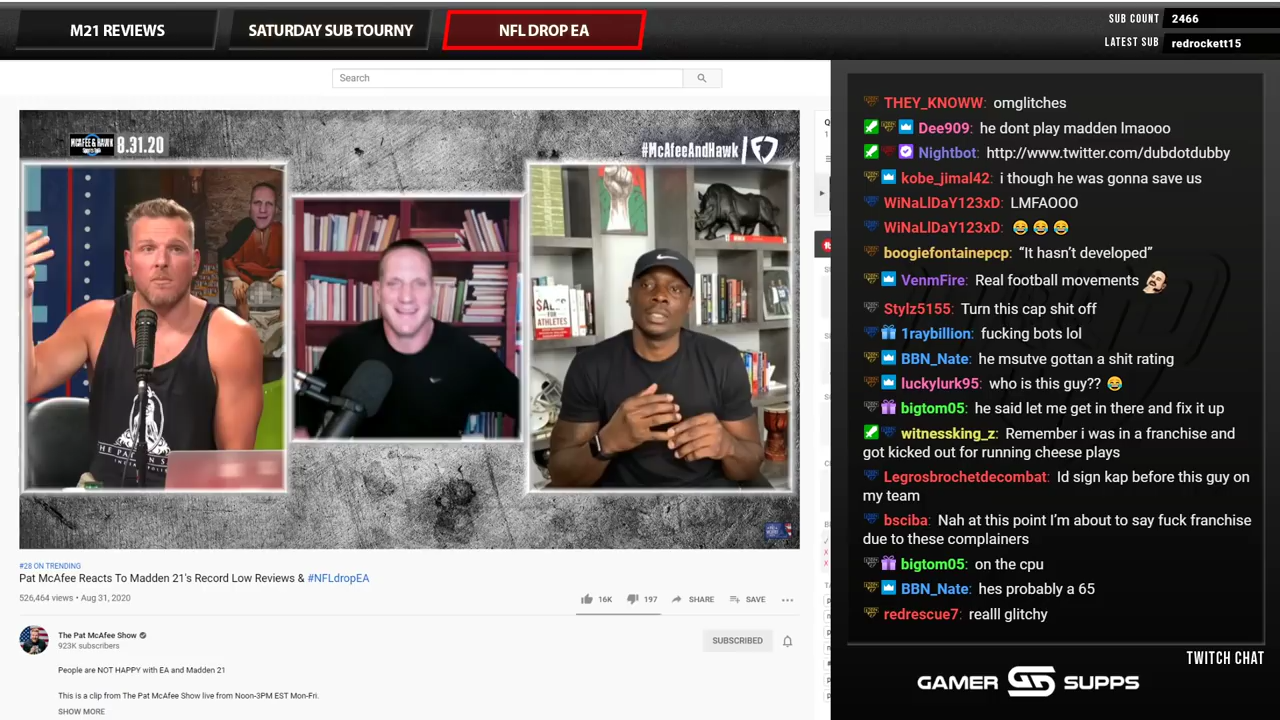 M21 REVIEWS
SATURDAY SUB TOURNY
NFL DROP EA
SUB COUNT 2466
LATEST SUB redrockett15
Search
MCAFEE & HAWK
8.31.20
#McAfeeAndHawk
THEY_KNOWW: omglitches
Dee909: he dont play madden lmaooo
Nightbot: http://www.twitter.com/dubdotdubby
kobe_jimal42: i though he was gonna save us
WiNaLlDaY123xD: LMFAOOO
WiNaLlDaY123xD: 😂 😂 😂
boogiefontainepcp: “It hasn’t developed”
VenmFire: Real football movements
Stylz5155: Turn this cap shit off
1raybillion: fucking bots lol
BBN_Nate: he msutve gottan a shit rating
luckylurk95: who is this guy?? 😂
bigtom05: he said let me get in there and fix it up
witnessking_z: Remember i was in a franchise and
got kicked out for running cheese plays
Legrosbrochetdecombat: Id sign kap before this guy on
my team
bsciba: Nah at this point I’m about to say fuck franchise
due to these complainers
bigtom05: on the cpu
BBN_Nate: hes probably a 65
redrescue7: realll glitchy
TWITCH CHAT
GAMER SUPPS
FOR
ATHLETES
THE PAT
#28 ON TRENDING
Pat McAfee Reacts To Madden 21's Record Low Reviews & #NFLdropEA
526,464 views • Aug 31, 2020
16K
197
SHARE
SAVE
The Pat McAfee Show
923K subscribers
SUBSCRIBED
People are NOT HAPPY with EA and Madden 21
This is a clip from The Pat McAfee Show live from Noon-3PM EST Mon-Fri.
SHOW MORE